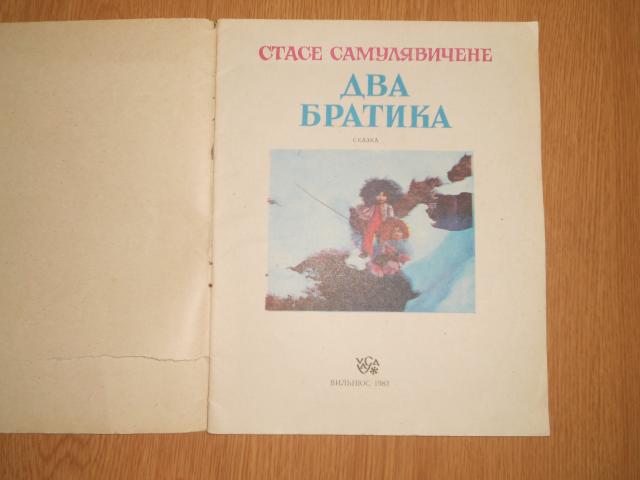 СТАСЕ САМУЛЯВИЧЕНЕ
ДВА
БРАТИКА
СКАЗКА
ВИЛЬНЮС 1983